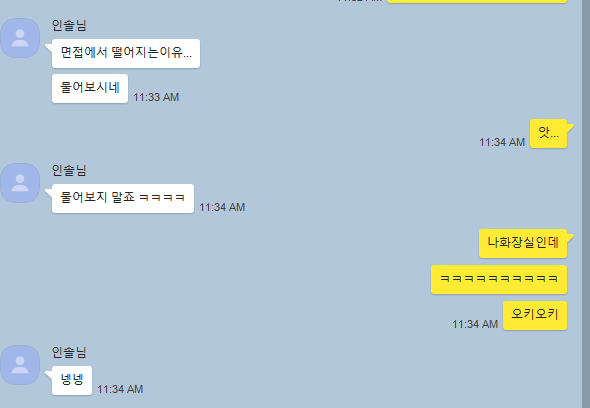 인솔님
면접에서 떨어지는이유...
물어보시네
11:33 AM
앗...
11:34 AM
인솔님
물어보지 말죠 ㅋㅋㅋㅋ
11:34 AM
나화장실인데
ㅋㅋㅋㅋㅋㅋㅋㅋㅋㅋ
오키오키
11:34 AM
인솔님
넹넹
11:34 AM